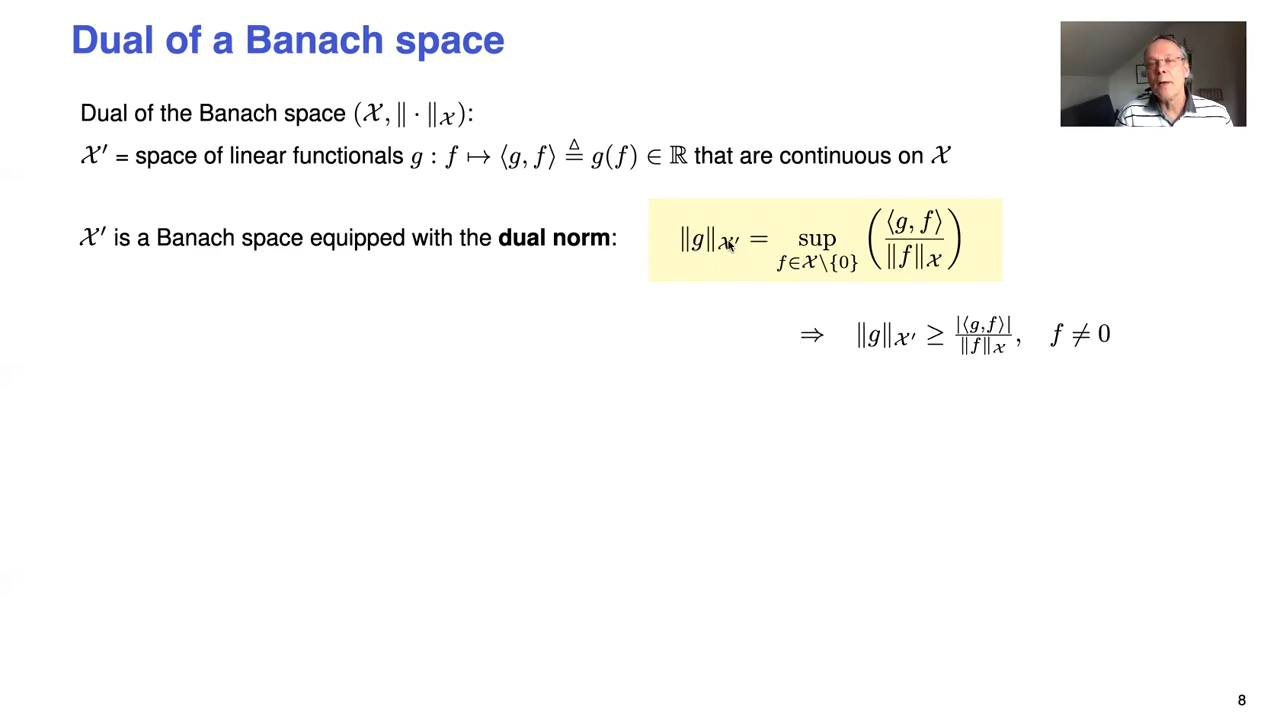 Dual of a Banach space
Dual of the Banach space (𝒳, ‖ · ‖_𝒳):
𝒳′ = space of linear functionals g : f ↦ ⟨g, f⟩ ≜ g(f) ∈ ℝ that are continuous on 𝒳
𝒳′ is a Banach space equipped with the dual norm: ‖g‖_𝒳′ = sup_{f∈𝒳\{0}} (⟨g, f⟩ / ‖f‖_𝒳)
⇒ ‖g‖_𝒳′ ≥ |⟨g,f⟩| / ‖f‖_𝒳, f ≠ 0
8